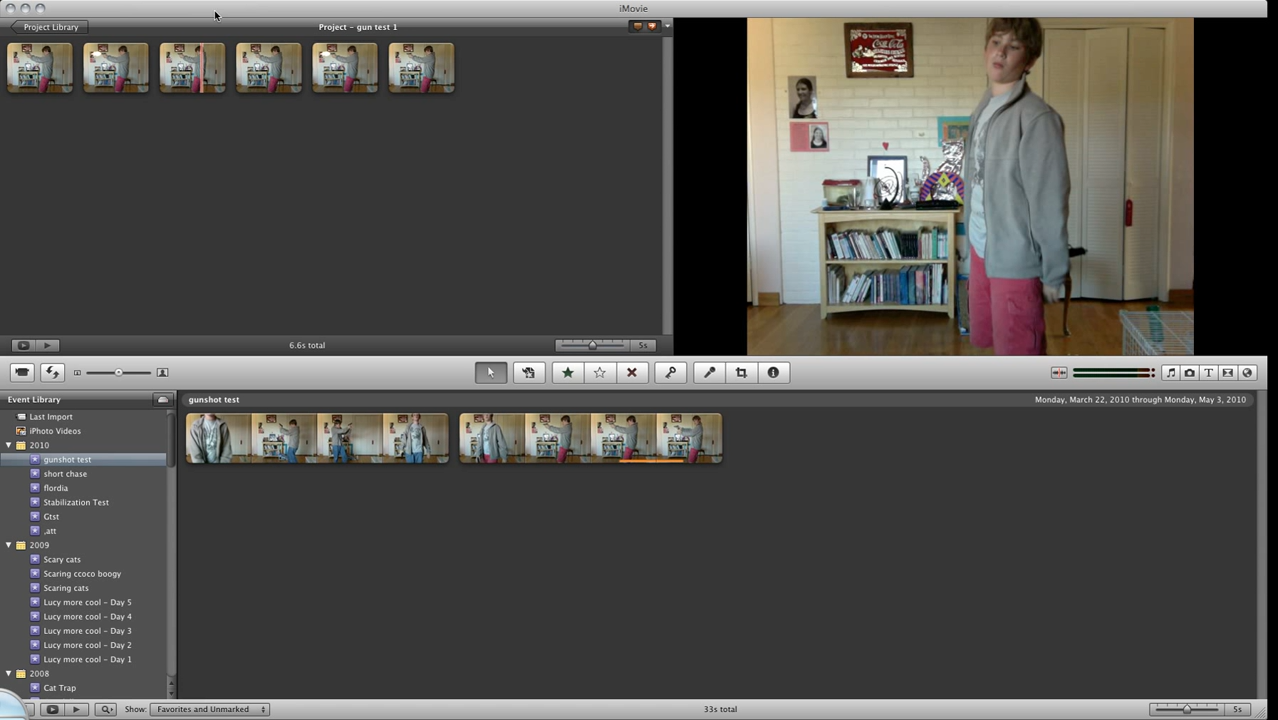 iMovie
Project Library
Project - gun test 1
Coca-Cola
6.6s total
5s
Event Library
gunshot test
Monday, March 22, 2010 through Monday, May 3, 2010
Last Import
iPhoto Videos
2010
gunshot test
short chase
flordia
Stabilization Test
Gtst
,att
2009
Scary cats
Scaring ccoco boogy
Scaring cats
Lucy more cool - Day 5
Lucy more cool - Day 4
Lucy more cool - Day 3
Lucy more cool - Day 2
Lucy more cool - Day 1
2008
Cat Trap
Show:
Favorites and Unmarked
33s total
5s